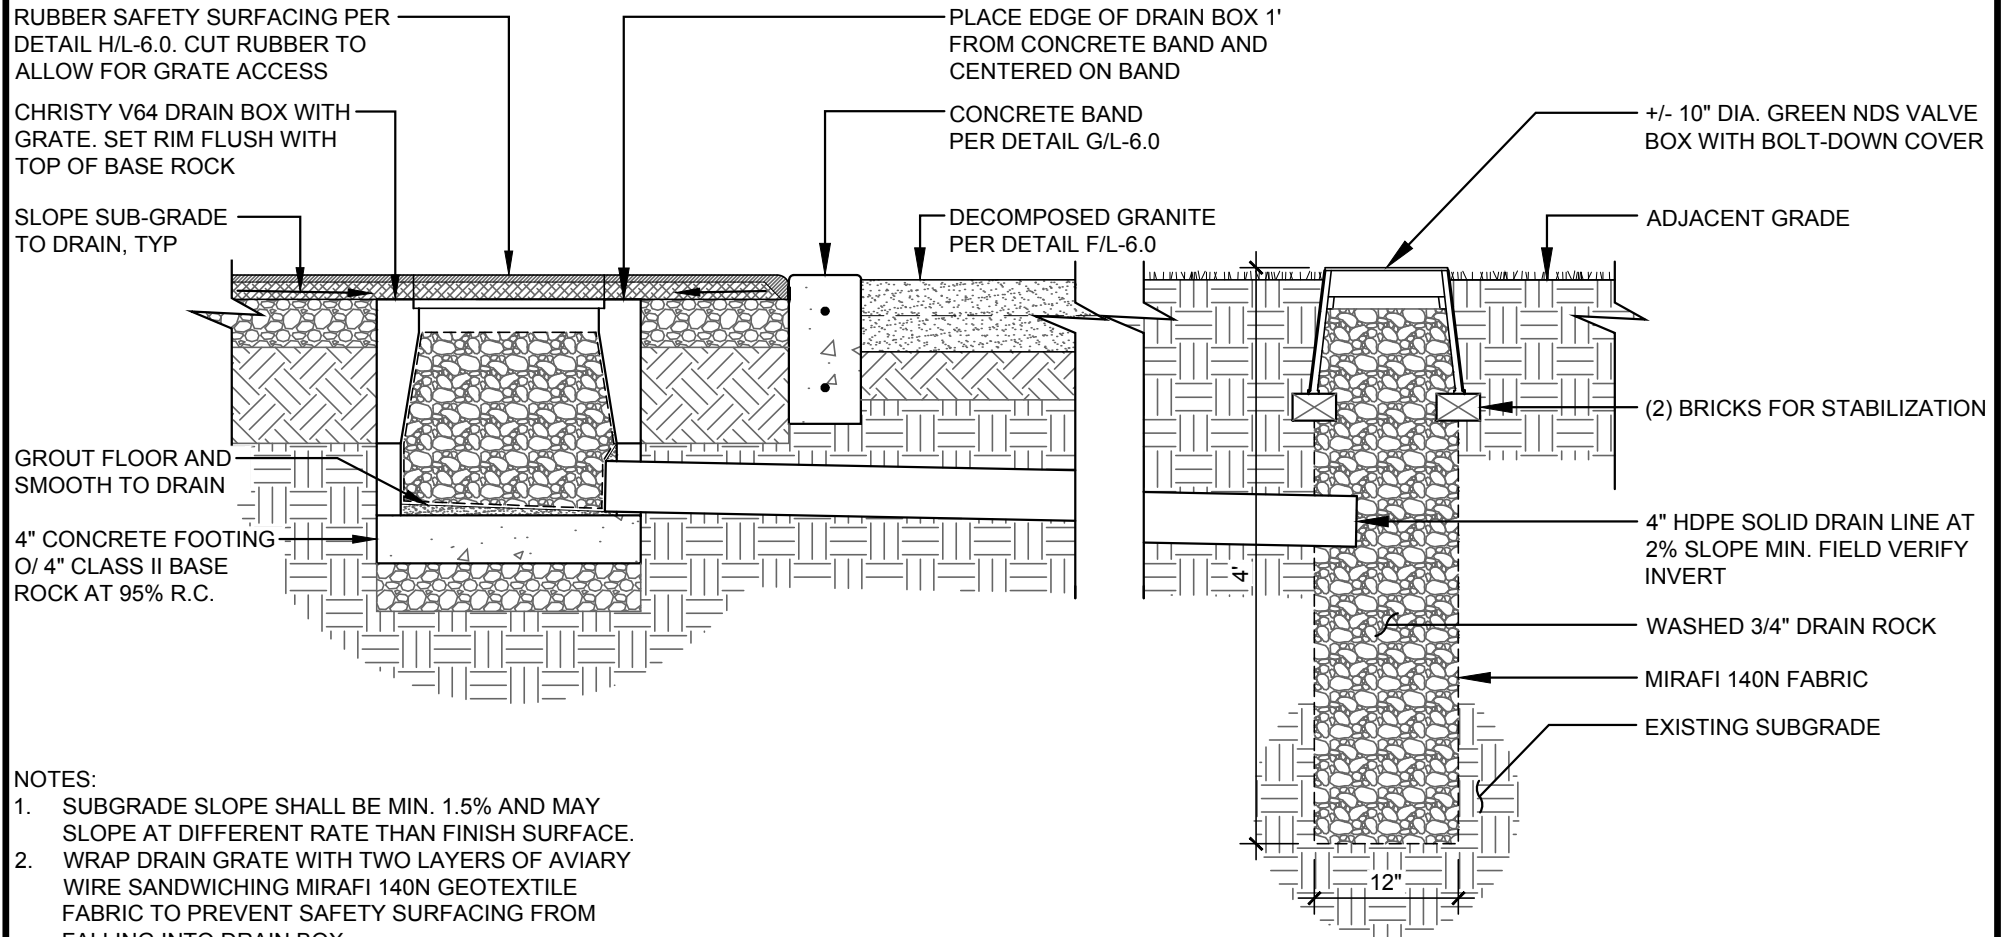 RUBBER SAFETY SURFACING PER
DETAIL H/L-6.0. CUT RUBBER TO
ALLOW FOR GRATE ACCESS
CHRISTY V64 DRAIN BOX WITH
GRATE. SET RIM FLUSH WITH
TOP OF BASE ROCK
SLOPE SUB-GRADE
TO DRAIN, TYP
GROUT FLOOR AND
SMOOTH TO DRAIN
4" CONCRETE FOOTING
O/ 4" CLASS II BASE
ROCK AT 95% R.C.
PLACE EDGE OF DRAIN BOX 1'
FROM CONCRETE BAND AND
CENTERED ON BAND
CONCRETE BAND
PER DETAIL G/L-6.0
DECOMPOSED GRANITE
PER DETAIL F/L-6.0
+/- 10" DIA. GREEN NDS VALVE
BOX WITH BOLT-DOWN COVER
ADJACENT GRADE
(2) BRICKS FOR STABILIZATION
4" HDPE SOLID DRAIN LINE AT
2% SLOPE MIN. FIELD VERIFY
INVERT
WASHED 3/4" DRAIN ROCK
MIRAFI 140N FABRIC
EXISTING SUBGRADE
4'
12"
NOTES:
1. SUBGRADE SLOPE SHALL BE MIN. 1.5% AND MAY
SLOPE AT DIFFERENT RATE THAN FINISH SURFACE.
2. WRAP DRAIN GRATE WITH TWO LAYERS OF AVIARY
WIRE SANDWICHING MIRAFI 140N GEOTEXTILE
FABRIC TO PREVENT SAFETY SURFACING FROM
FALLING INTO DRAIN BOX